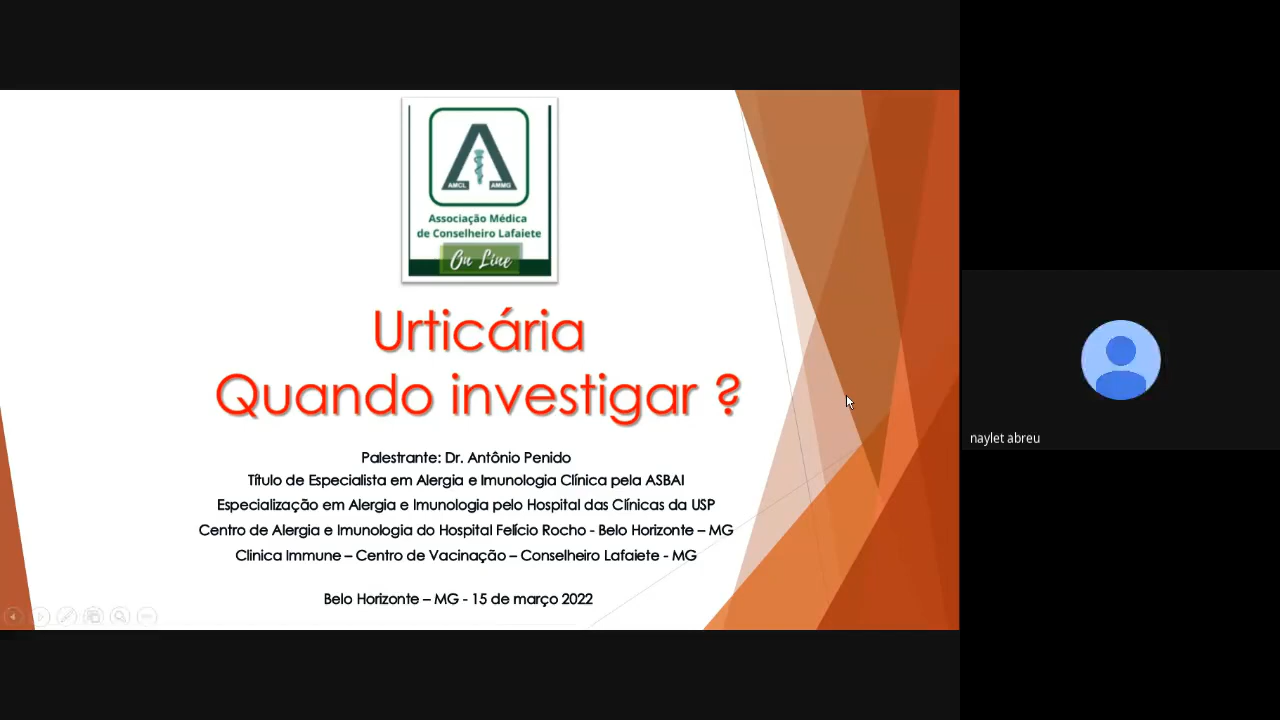 AMCL AMMG
Associação Médica
de Conselheiro Lafaiete
On Line
Urticária
Quando investigar ?
Palestrante: Dr. Antônio Penido
Título de Especialista em Alergia e Imunologia Clínica pela ASBAI
Especialização em Alergia e Imunologia pelo Hospital das Clínicas da USP
Centro de Alergia e Imunologia do Hospital Felício Rocho - Belo Horizonte – MG
Clinica Immune – Centro de Vacinação – Conselheiro Lafaiete - MG
Belo Horizonte – MG - 15 de março 2022
naylet abreu